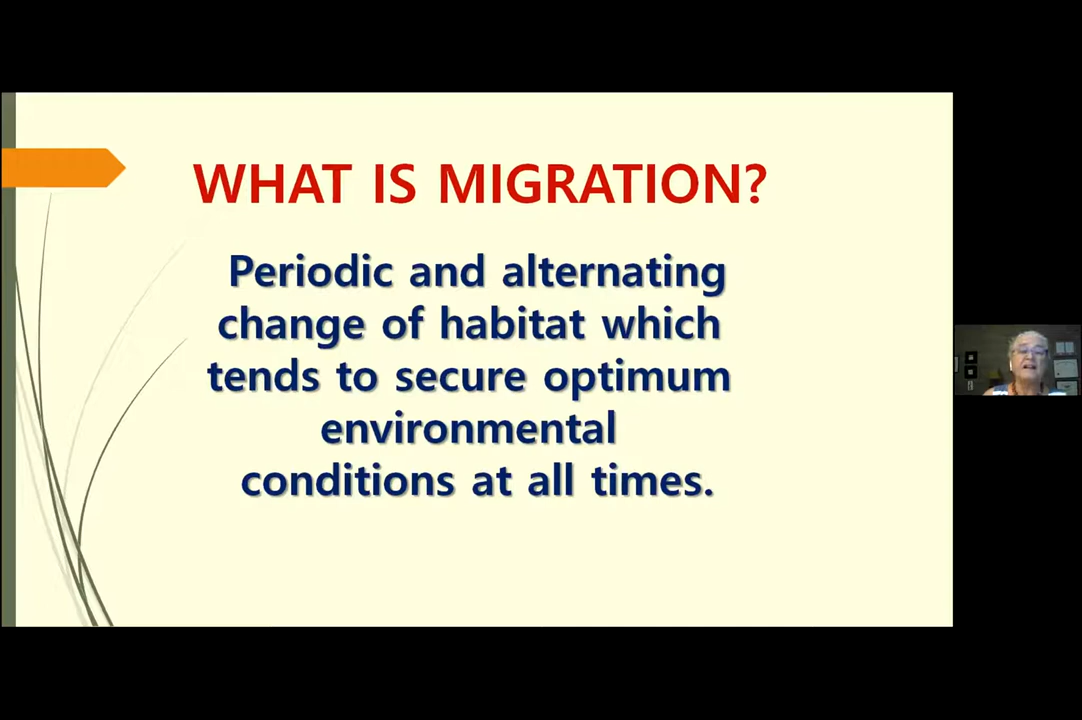 WHAT IS MIGRATION?
Periodic and alternating
change of habitat which
tends to secure optimum
environmental
conditions at all times.